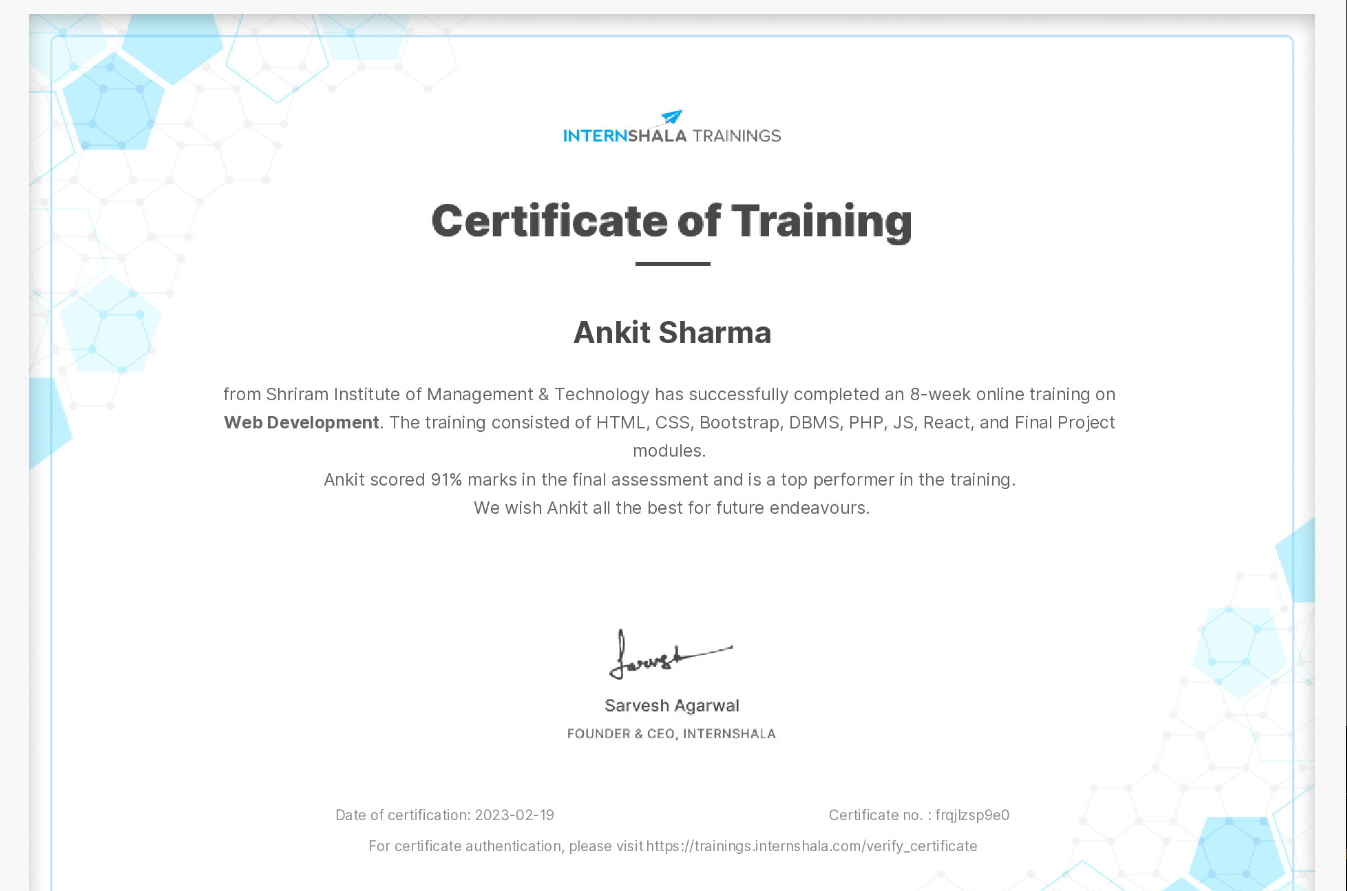 INTERNSHALA TRAININGS
Certificate of Training
Ankit Sharma
from Shriram Institute of Management & Technology has successfully completed an 8-week online training on
Web Development. The training consisted of HTML, CSS, Bootstrap, DBMS, PHP, JS, React, and Final Project
modules.
Ankit scored 91% marks in the final assessment and is a top performer in the training.
We wish Ankit all the best for future endeavours.
Sarvesh
Sarvesh Agarwal
FOUNDER & CEO, INTERNSHALA
Date of certification: 2023-02-19 Certificate no. : frqjlzsp9e0
For certificate authentication, please visit https://trainings.internshala.com/verify_certificate